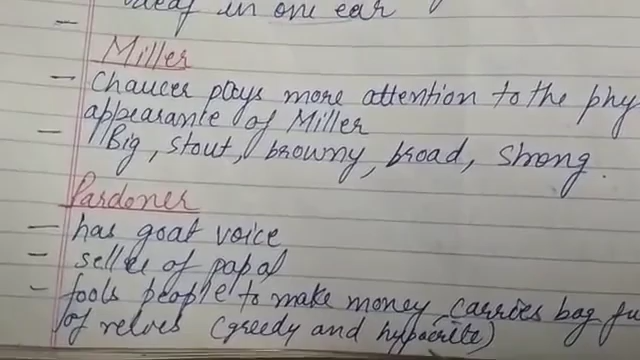 deaf in one ear
Miller
- Chaucer pays more attention to the phy
appearance of Miller
- Big, stout, browny, broad, strong.
Pardoner
- has goat voice
- seller of papal
- fools people to make money, carries bag fu
of relives (greedy and hypocrite)